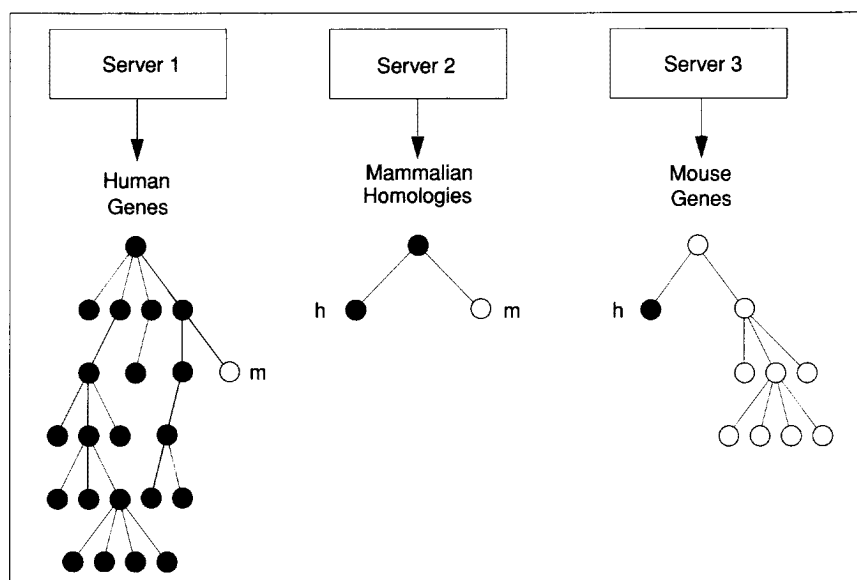 Server 1
Server 2
Server 3
Human
Genes
Mammalian
Homologies
Mouse
Genes
h
m
h
m